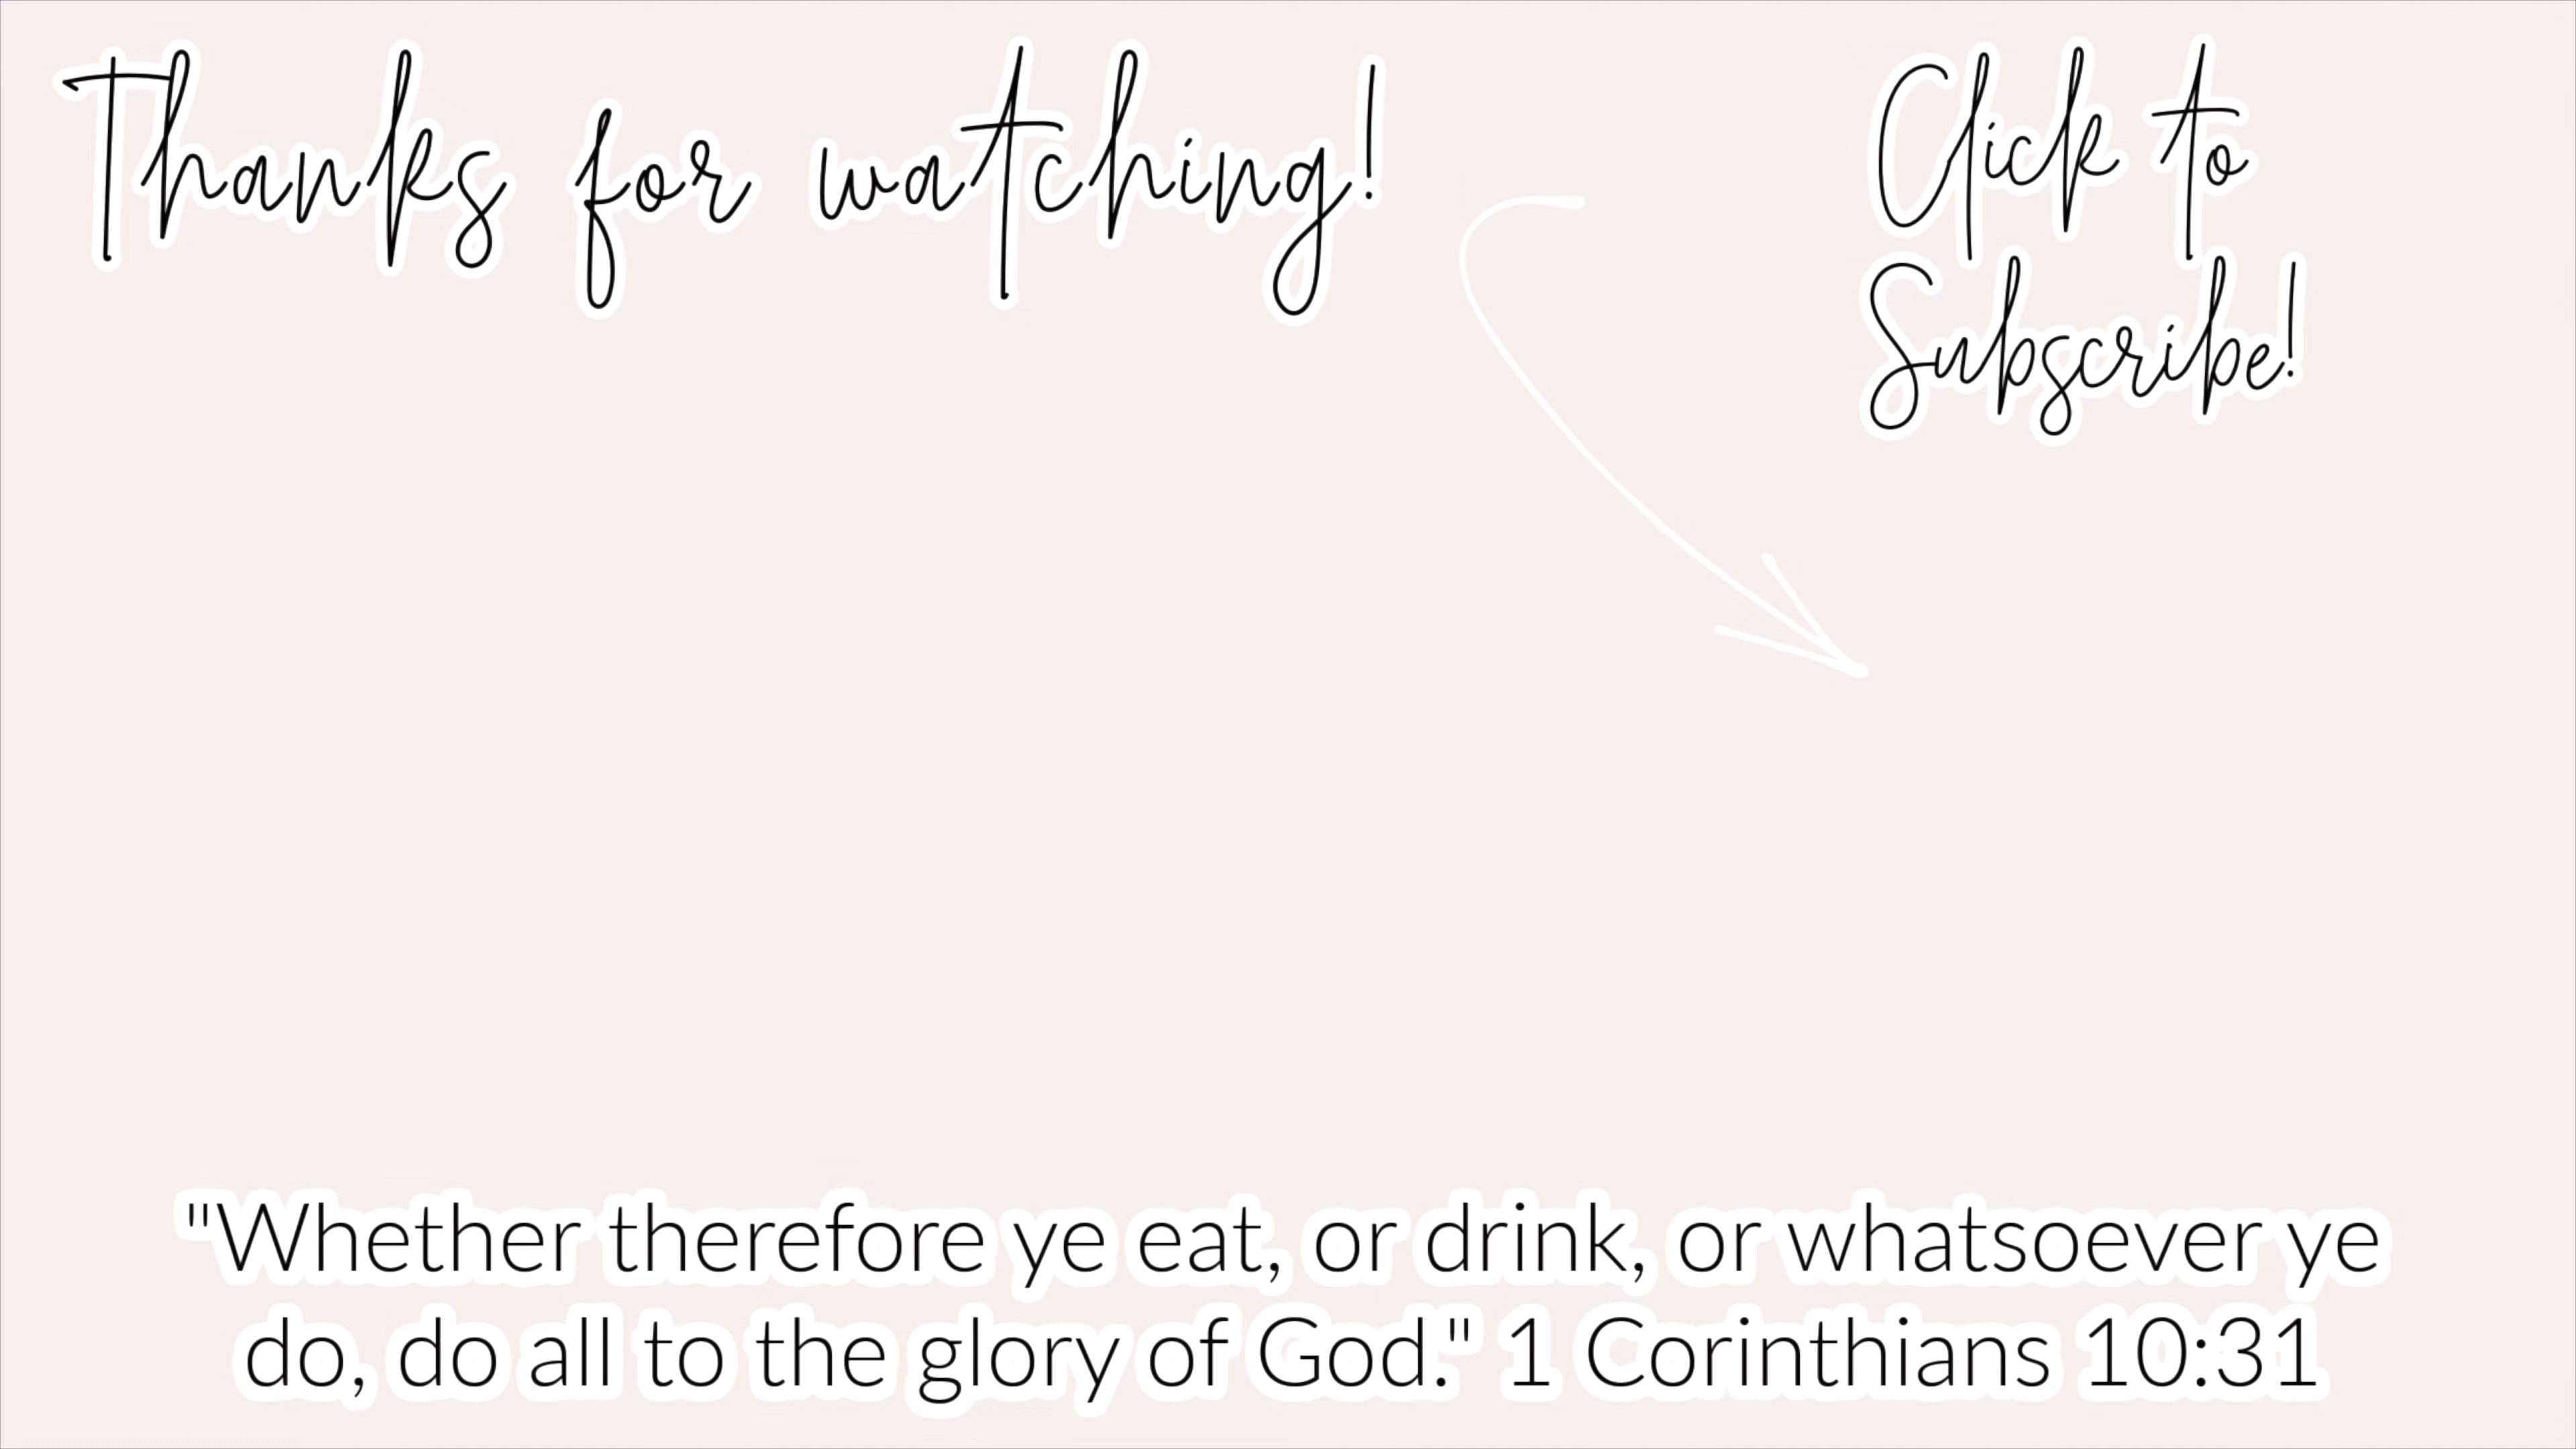 Thanks for watching!
Click to
Subscribe!
"Whether therefore ye eat, or drink, or whatsoever ye
do, do all to the glory of God." 1 Corinthians 10:31